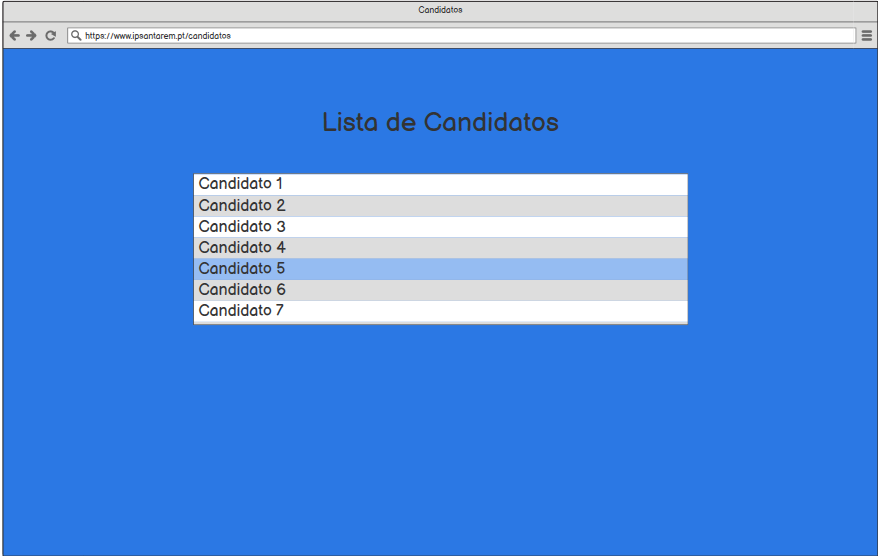 Candidatos
https://www.ipsantarem.pt/candidatos
Lista de Candidatos
Candidato 1
Candidato 2
Candidato 3
Candidato 4
Candidato 5
Candidato 6
Candidato 7